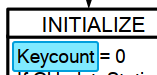 INITIALIZE
Keycount = 0